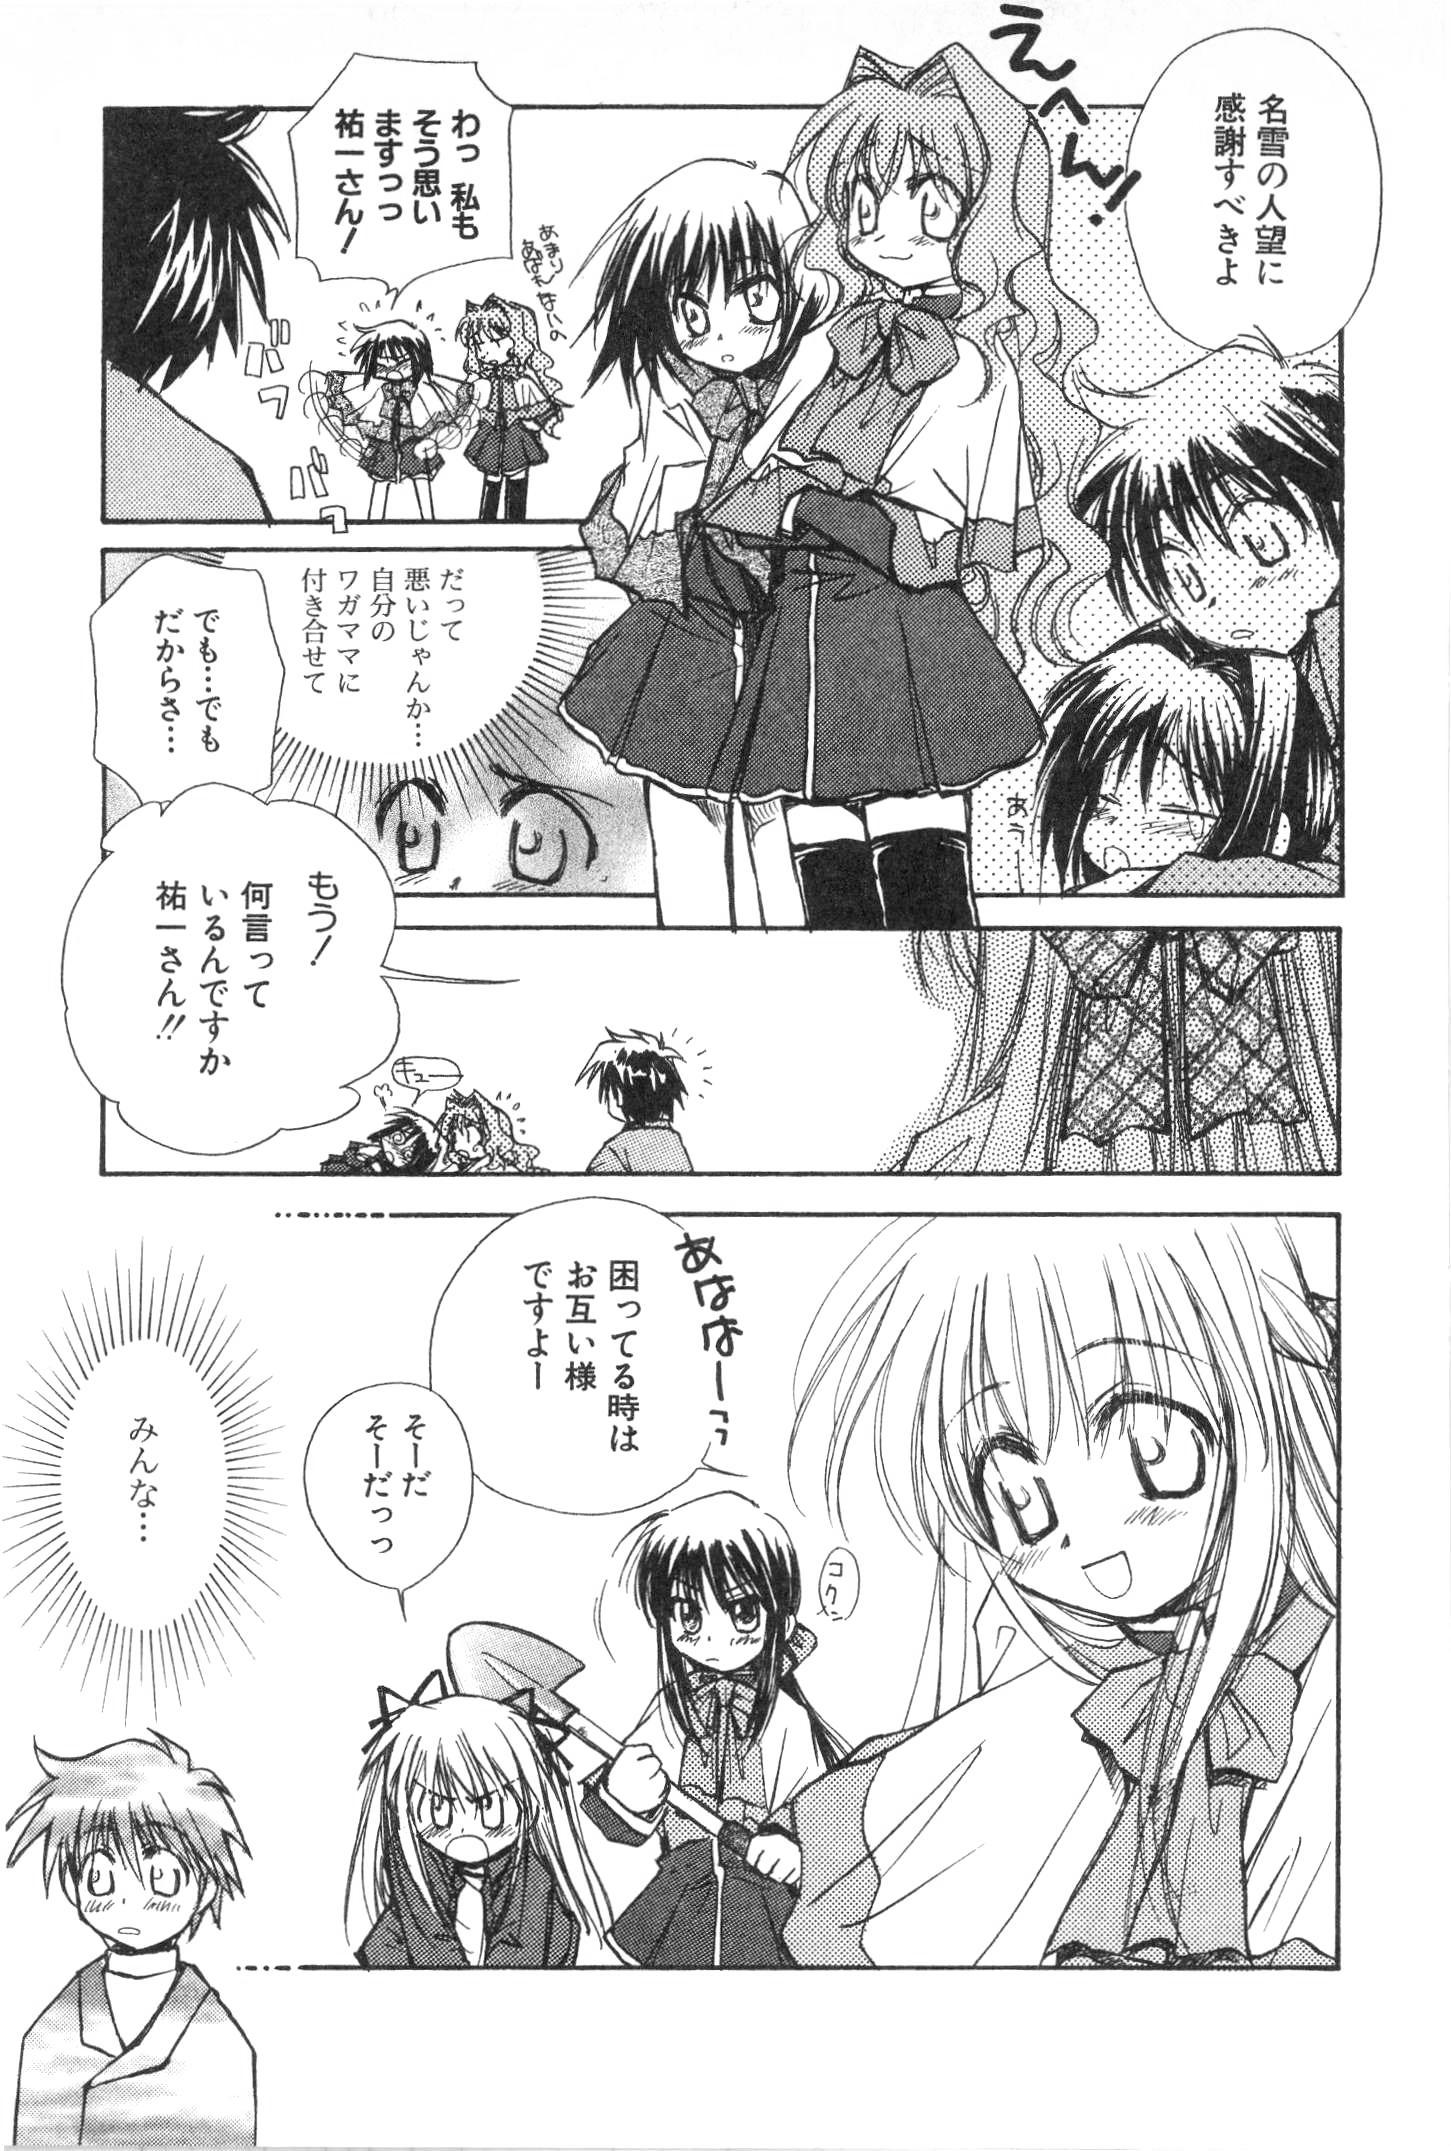 えへん!
名雪の人望に
感謝すべきよ
あうー
わっっ私も
そう思い
ますっっ
祐一さん!
あまり
あばれないの
だって
悪いじゃんか…
自分の
ワガママに
付き合せて
でも…でも
だからさ…
もう!
何言って
いるんですか
祐一さん!!
キュー
あははーっっ
困ってる時は
お互い様
ですよー
コクン
そーだ
そーだっっ
みんな…